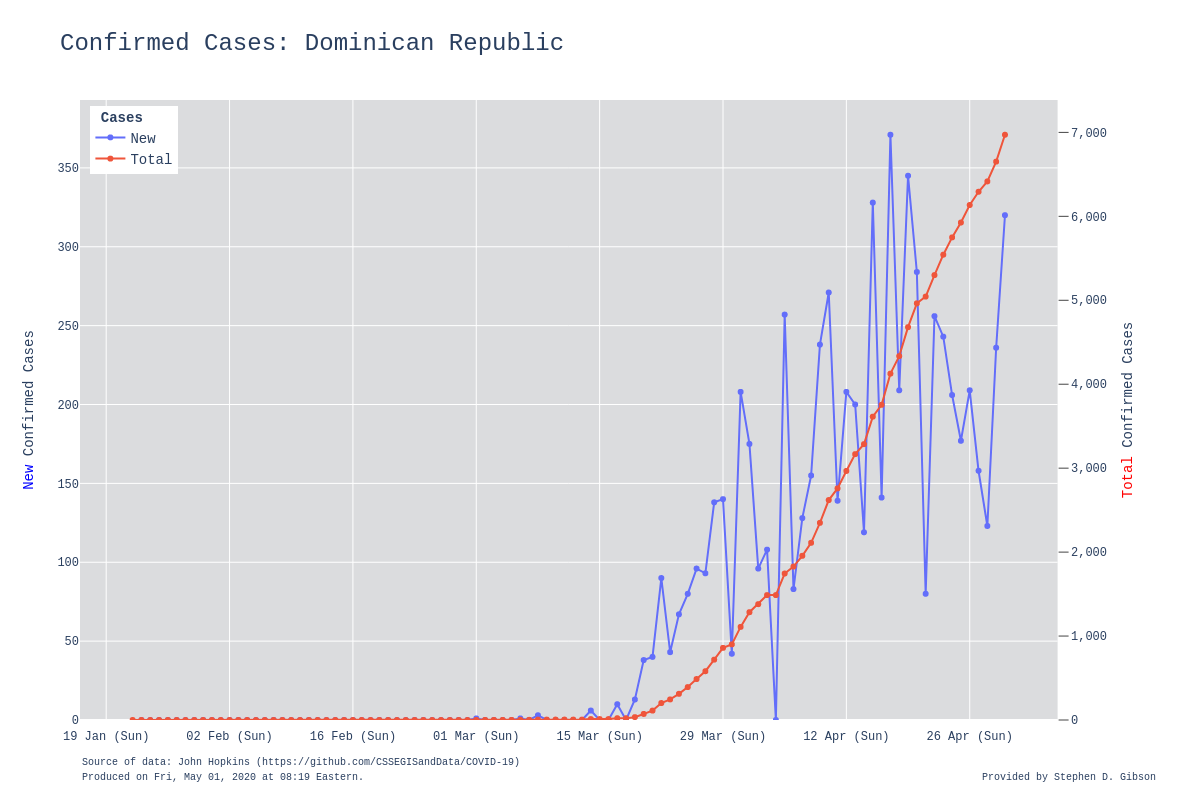 Confirmed Cases: Dominican Republic
Cases
New
Total
350
300
250
200
150
100
50
0
7,000
6,000
5,000
4,000
3,000
2,000
1,000
0
New Confirmed Cases
Total Confirmed Cases
19 Jan (Sun) 02 Feb (Sun) 16 Feb (Sun) 01 Mar (Sun) 15 Mar (Sun) 29 Mar (Sun) 12 Apr (Sun) 26 Apr (Sun)
Source of data: John Hopkins (https://github.com/CSSEGISandData/COVID-19)
Produced on Fri, May 01, 2020 at 08:19 Eastern.
Provided by Stephen D. Gibson